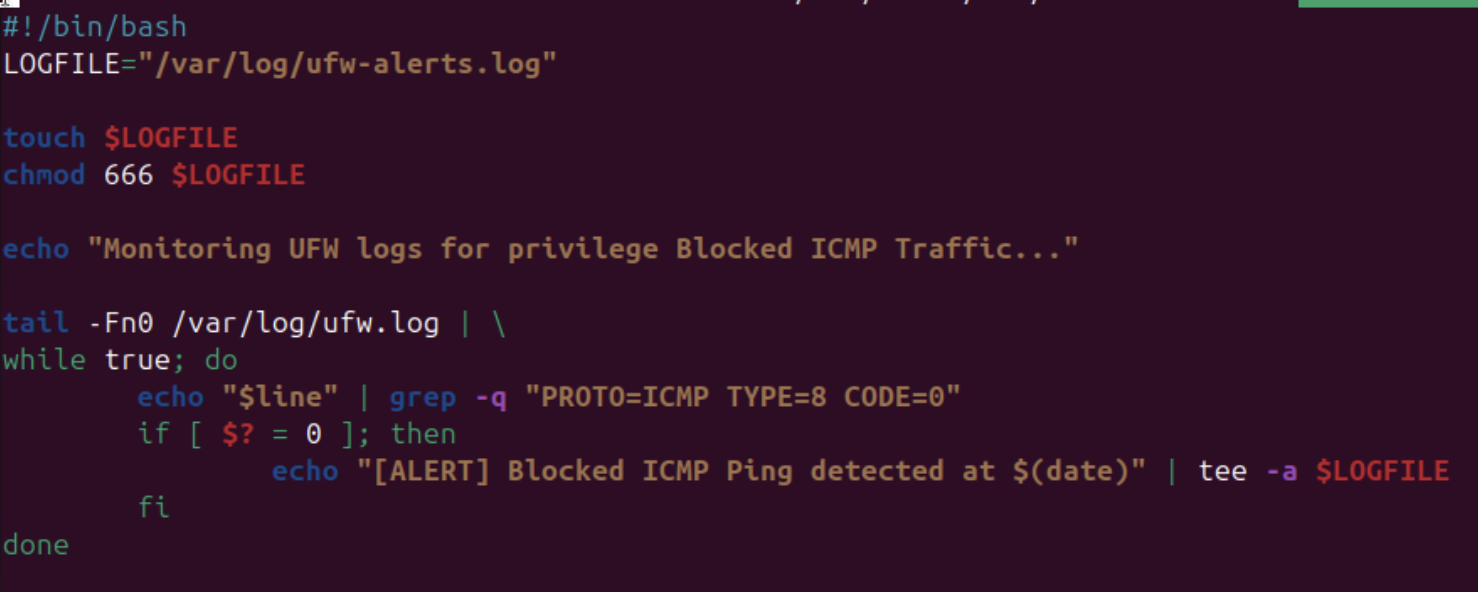 #!/bin/bash
LOGFILE="/var/log/ufw-alerts.log"
touch $LOGFILE
chmod 666 $LOGFILE
echo "Monitoring UFW logs for privilege Blocked ICMP Traffic..."
tail -Fn0 /var/log/ufw.log | \
while true; do
echo "$line" | grep -q "PROTO=ICMP TYPE=8 CODE=0"
if [ $? = 0 ]; then
echo "[ALERT] Blocked ICMP Ping detected at $(date)" | tee -a $LOGFILE
fi
done